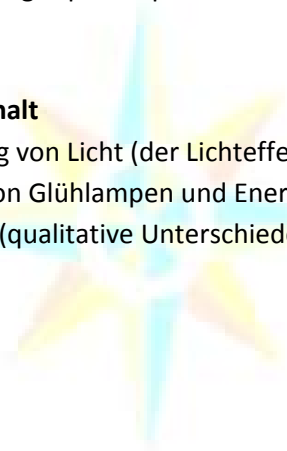 halt
g von Licht (der Lichteffe
on Glühlampen und Ener
(qualitative Unterschied